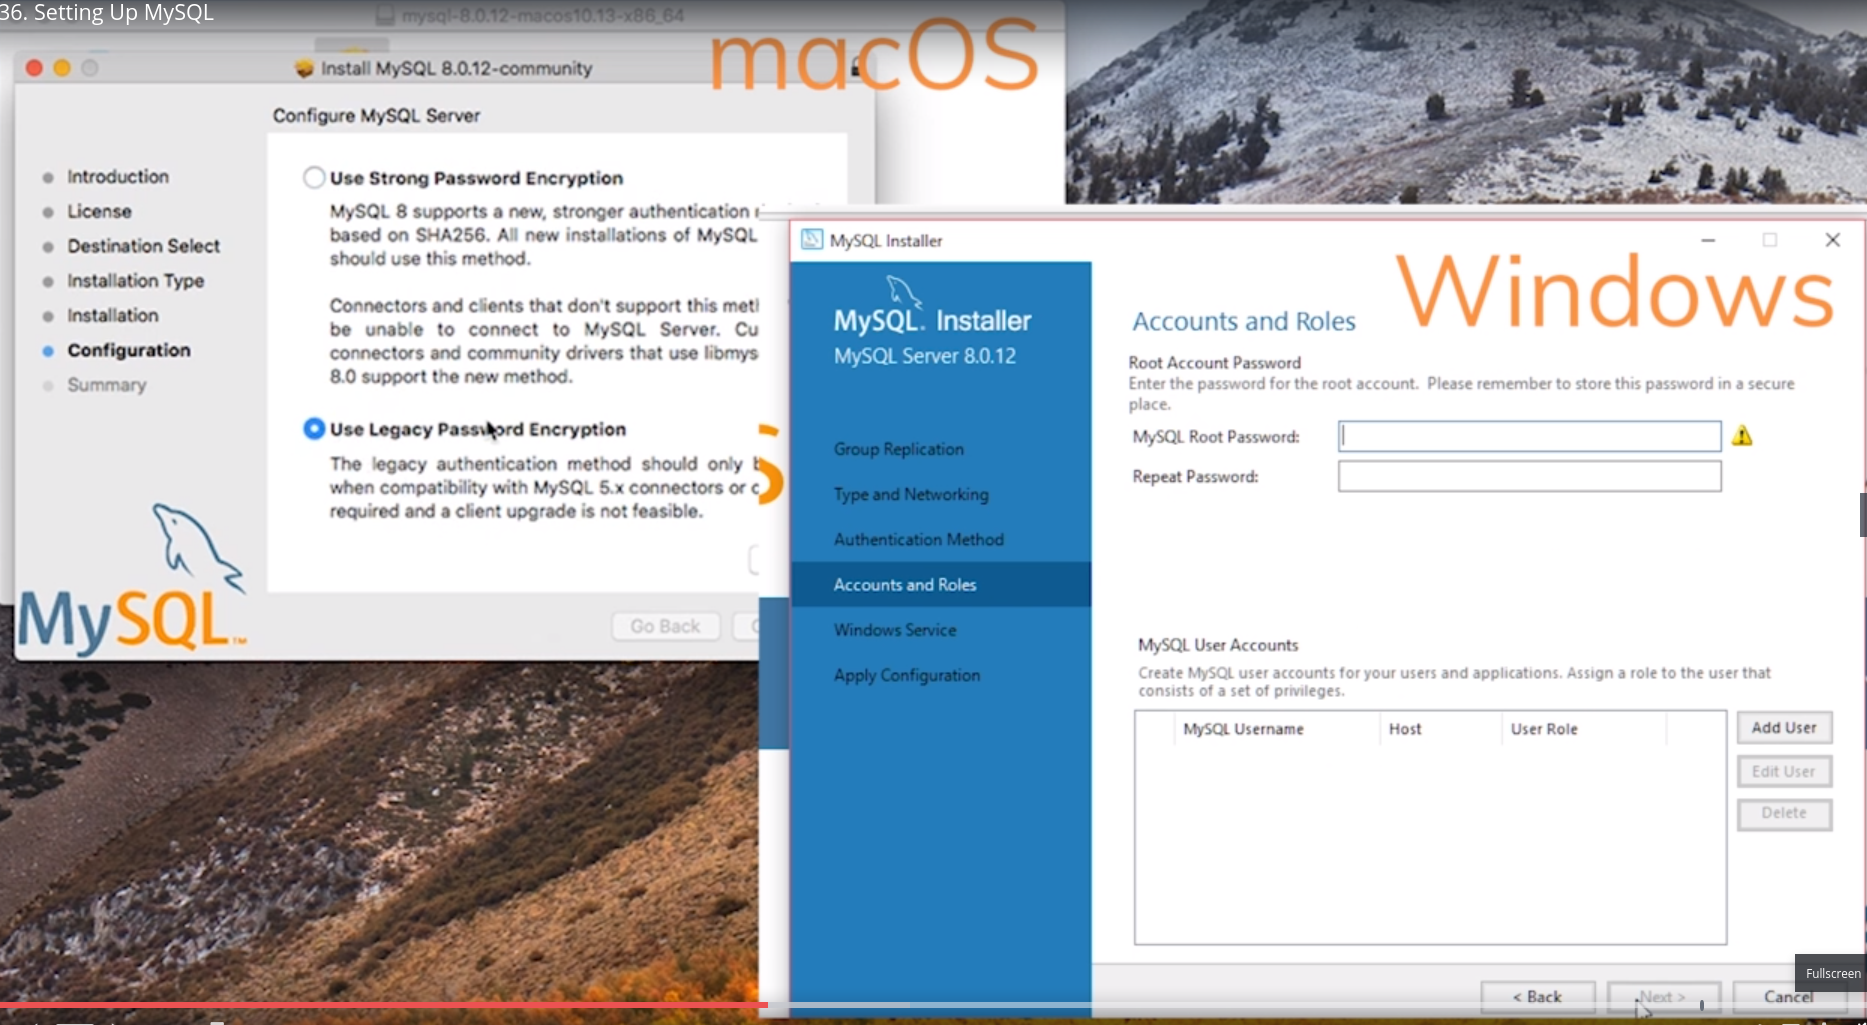 36. Setting Up MySQL
mysql-8.0.12-macos10.13-x86_64
macOS
Install MySQL 8.0.12-community
Configure MySQL Server
Introduction
License
Destination Select
Installation Type
Installation
Configuration
Summary
Use Strong Password Encryption
MySQL 8 supports a new, stronger authentication
based on SHA256. All new installations of MySQL
should use this method.
Connectors and clients that don't support this
be unable to connect to MySQL Server.
connectors and community drivers that use
8.0 support the new method.
Use Legacy Password Encryption
The legacy authentication method should only
when compatibility with MySQL 5.x connectors or
required and a client upgrade is not feasible.
MySQL™
Go Back
MySQL Installer
Windows
MySQL. Installer
MySQL Server 8.0.12
Group Replication
Type and Networking
Authentication Method
Accounts and Roles
Windows Service
Apply Configuration
Accounts and Roles
Root Account Password
Enter the password for the root account. Please remember to store this password in a secure
place.
MySQL Root Password:
Repeat Password:
MySQL User Accounts
Create MySQL user accounts for your users and applications. Assign a role to the user that
consists of a set of privileges.
MySQL Username Host User Role
Add User
Edit User
Delete
Fullscreen
< Back Next > Cancel